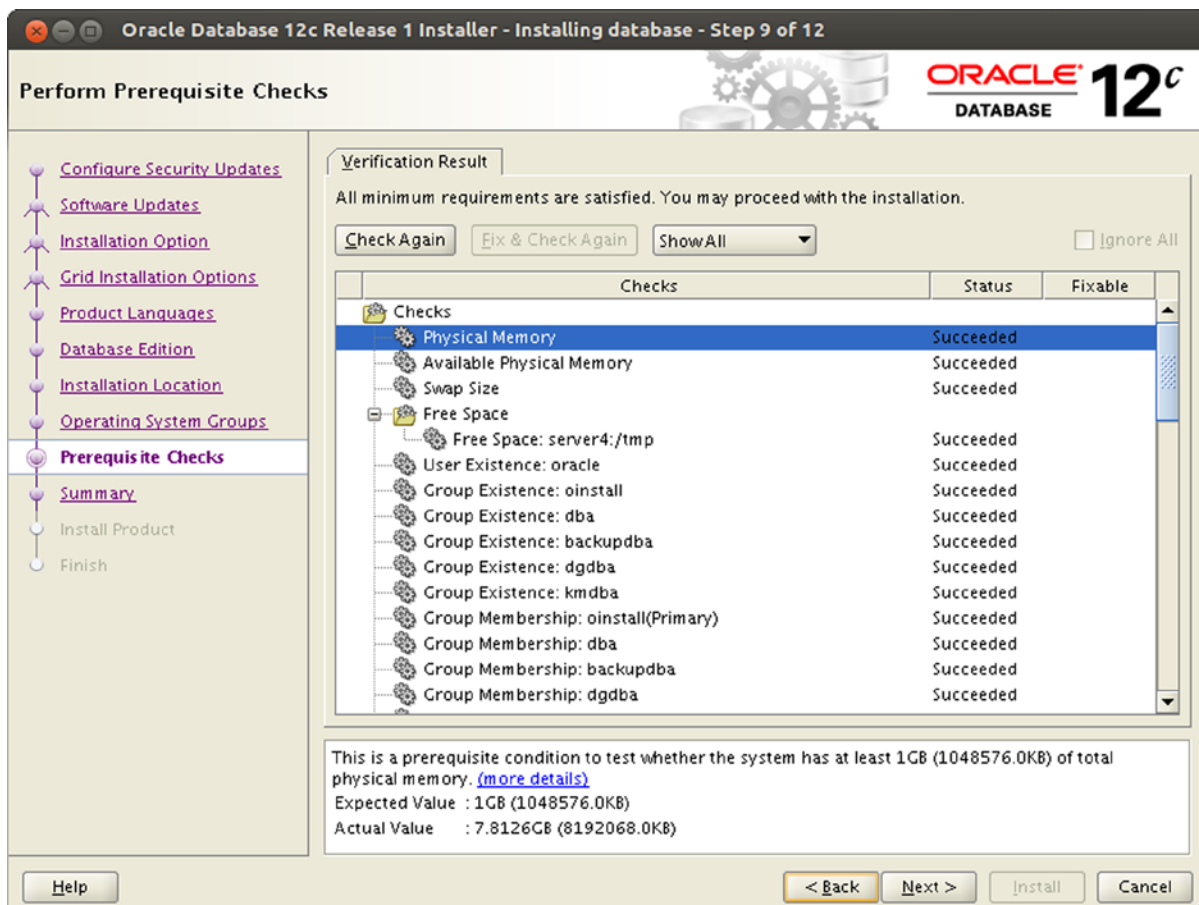 Oracle Database 12c Release 1 Installer - Installing database - Step 9 of 12
Perform Prerequisite Checks
ORACLE DATABASE 12c
Configure Security Updates
Software Updates
Installation Option
Grid Installation Options
Product Languages
Database Edition
Installation Location
Operating System Groups
Prerequisite Checks
Summary
Install Product
Finish
Verification Result
All minimum requirements are satisfied. You may proceed with the installation.
Check Again Fix & Check Again Show All Ignore All
Checks Status Fixable
Checks
Physical Memory Succeeded
Available Physical Memory Succeeded
Swap Size Succeeded
Free Space
Free Space: server4:/tmp Succeeded
User Existence: oracle Succeeded
Group Existence: oinstall Succeeded
Group Existence: dba Succeeded
Group Existence: backupdba Succeeded
Group Existence: dgdba Succeeded
Group Existence: kmdba Succeeded
Group Membership: oinstall(Primary) Succeeded
Group Membership: dba Succeeded
Group Membership: backupdba Succeeded
Group Membership: dgdba Succeeded
This is a prerequisite condition to test whether the system has at least 1GB (1048576.0KB) of total
physical memory. (more details)
Expected Value : 1GB (1048576.0KB)
Actual Value : 7.8126GB (8192068.0KB)
Help < Back Next > Install Cancel